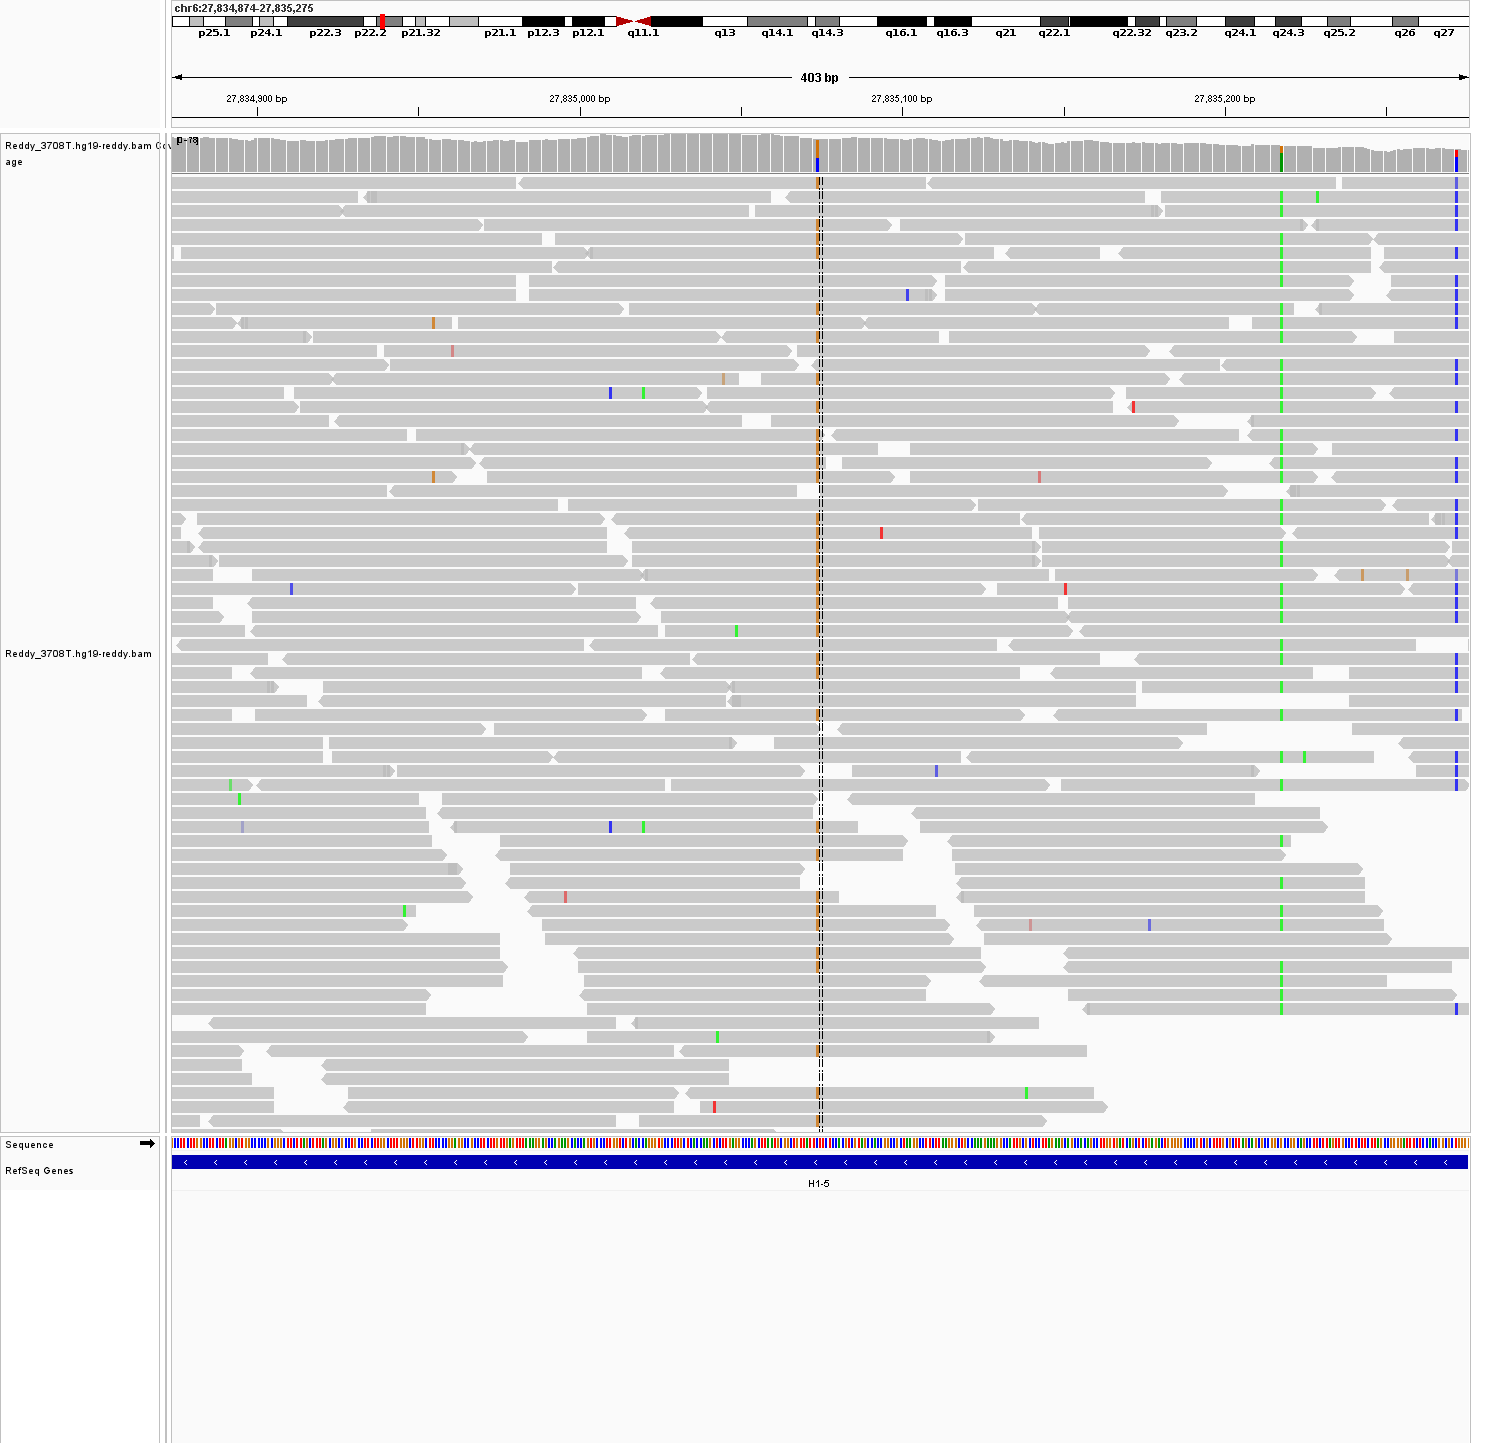 chr6:27,834,874-27,835,275
p25.1 p24.1 p22.3 p22.2 p21.32 p21.1 p12.3 p12.1 q11.1 q13 q14.1 q14.3 q16.1 q16.3 q21 q22.1 q22.32 q23.2 q24.1 q24.3 q25.2 q26 q27
403 bp
27,834,900 bp 27,835,000 bp 27,835,100 bp 27,835,200 bp
Reddy_3708T.hg19-reddy.bam Cov
age
Reddy_3708T.hg19-reddy.bam
Sequence
RefSeq Genes
H1-5